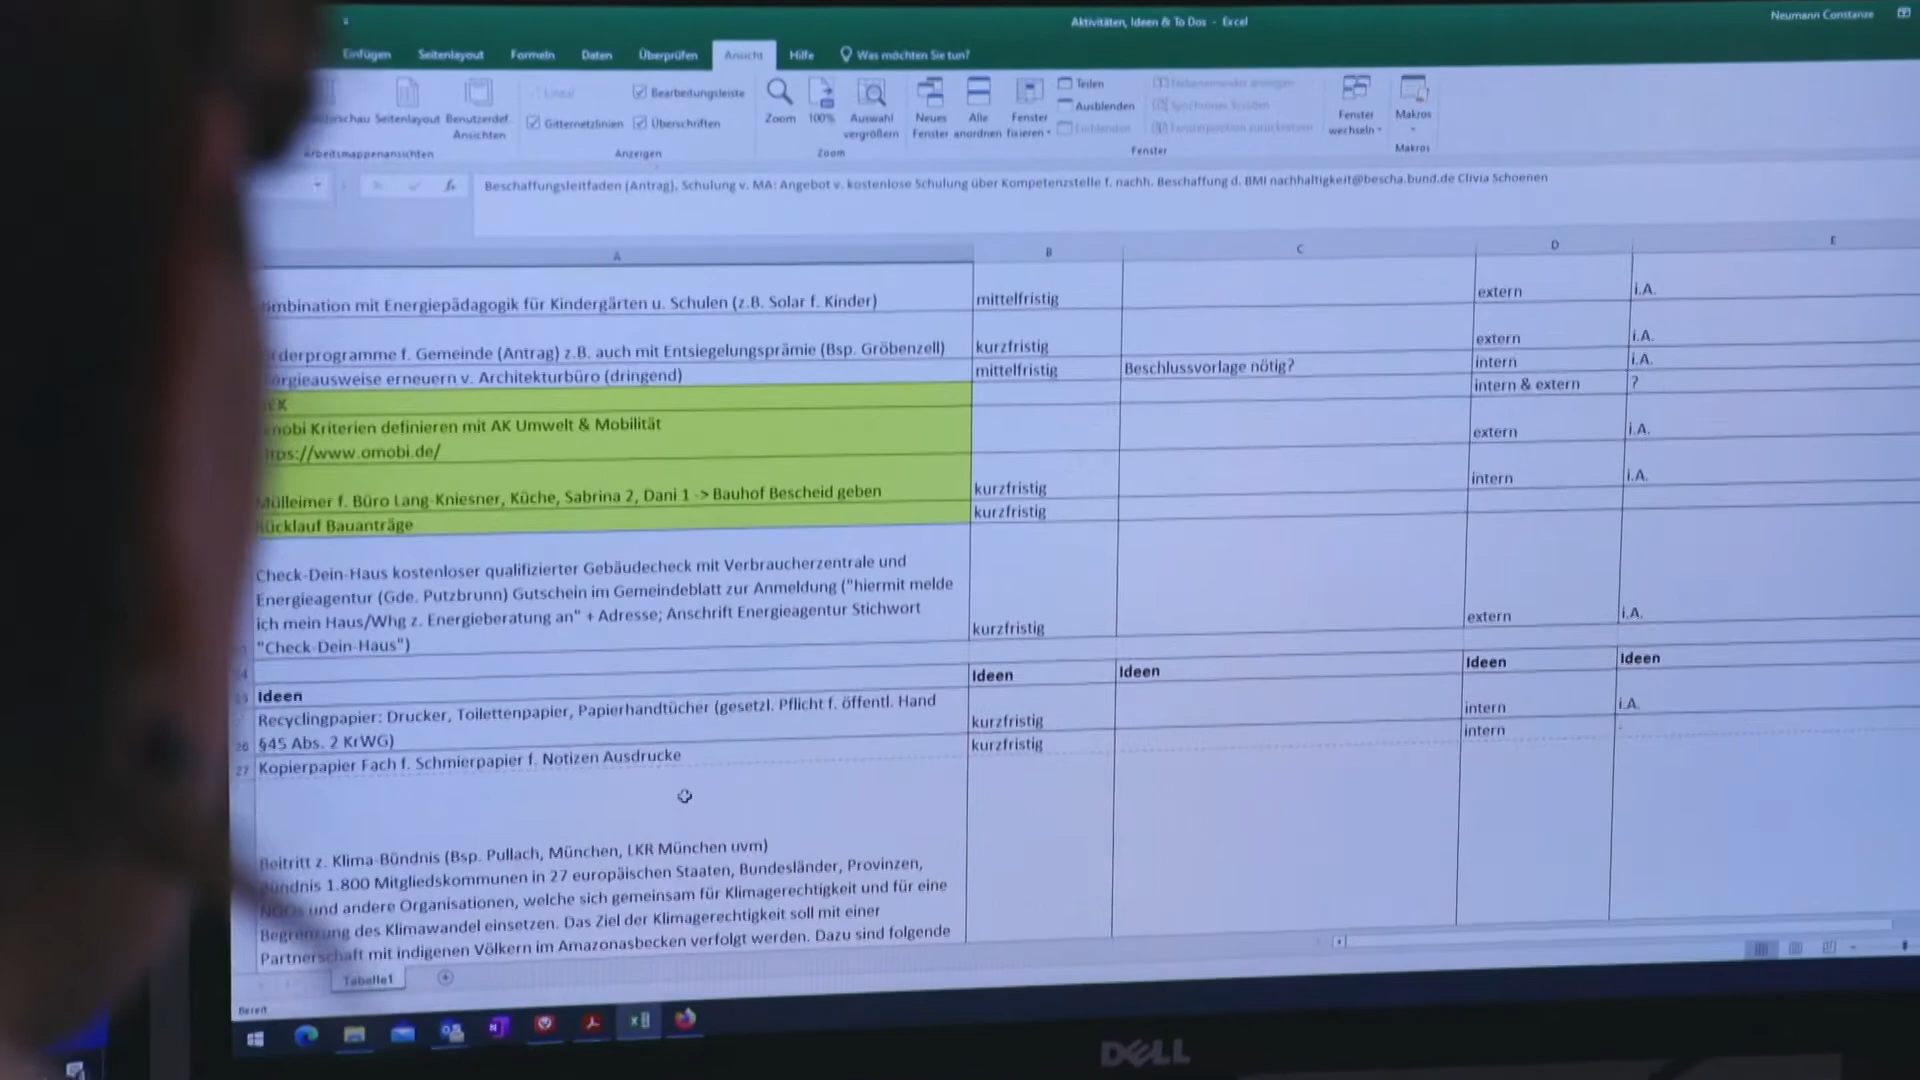 Aktivitäten, Ideen & To Dos - Excel
Neumann Constanze
Einfügen Seitenlayout Formeln Daten Überprüfen Ansicht Hilfe Was möchten Sie tun?
Bearbeitungsleiste
Gitternetzlinien Überschriften
Seitenlayout Benutzerdef. Ansichten
Zoom 100% Auswahl vergrößern
Neues Fenster Alle anordnen Fenster fixieren
Teilen
Ausblenden
Einblenden
Fenster wechseln
Makros
Anzeigen Zoom Fenster Makros
Beschaffungsleitfaden (Antrag), Schulung v. MA: Angebot v. kostenlose Schulung über Kompetenzstelle f. nachh. Beschaffung d. BMI nachhaltigkeit@bescha.bund.de Clivia Schoenen
A B C D E
mit Energiepädagogik für Kindergärten u. Schulen (z.B. Solar f. Kinder) mittelfristig extern i.A.
f. Gemeinde (Antrag) z.B. auch mit Entsiegelungsprämie (Bsp. Gröbenzell) kurzfristig extern i.A.
erneuern v. Architekturbüro (dringend) mittelfristig Beschlussvorlage nötig? intern i.A.
intern & extern ?
Kriterien definieren mit AK Umwelt & Mobilität
://www.omobi.de/ extern i.A.
Mülleimer f. Büro Lang-Kniesner, Küche, Sabrina 2, Dani 1 -> Bauhof Bescheid geben kurzfristig intern i.A.
Rücklauf Bauanträge kurzfristig
Check-Dein-Haus kostenloser qualifizierter Gebäudecheck mit Verbraucherzentrale und
Energieagentur (Gde. Putzbrunn) Gutschein im Gemeindeblatt zur Anmeldung ("hiermit melde
ich mein Haus/Whg z. Energieberatung an" + Adresse; Anschrift Energieagentur Stichwort
"Check-Dein-Haus") kurzfristig extern i.A.
Ideen Ideen Ideen Ideen Ideen
Recyclingpapier: Drucker, Toilettenpapier, Papierhandtücher (gesetzl. Pflicht f. öffentl. Hand
26 §45 Abs. 2 KrWG) kurzfristig intern i.A.
27 Kopierpapier Fach f. Schmierpapier f. Notizen Ausdrucke kurzfristig intern
Beitritt z. Klima-Bündnis (Bsp. Pullach, München, LKR München uvm)
Bündnis 1.800 Mitgliedskommunen in 27 europäischen Staaten, Bundesländer, Provinzen,
NGOs und andere Organisationen, welche sich gemeinsam für Klimagerechtigkeit und für eine
Begrenzung des Klimawandel einsetzen. Das Ziel der Klimagerechtigkeit soll mit einer
Partnerschaft mit indigenen Völkern im Amazonasbecken verfolgt werden. Dazu sind folgende
Tabelle1
Bereit
DELL